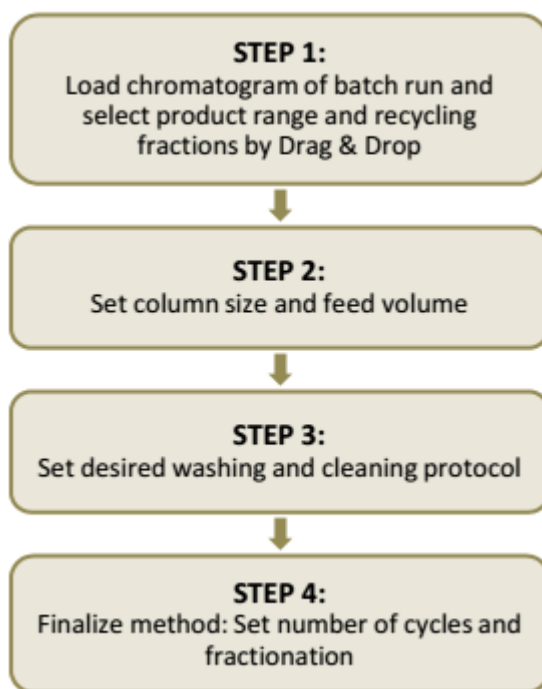 STEP 1:
Load chromatogram of batch run and
select product range and recycling
fractions by Drag & Drop
STEP 2:
Set column size and feed volume
STEP 3:
Set desired washing and cleaning protocol
STEP 4:
Finalize method: Set number of cycles and
fractionation